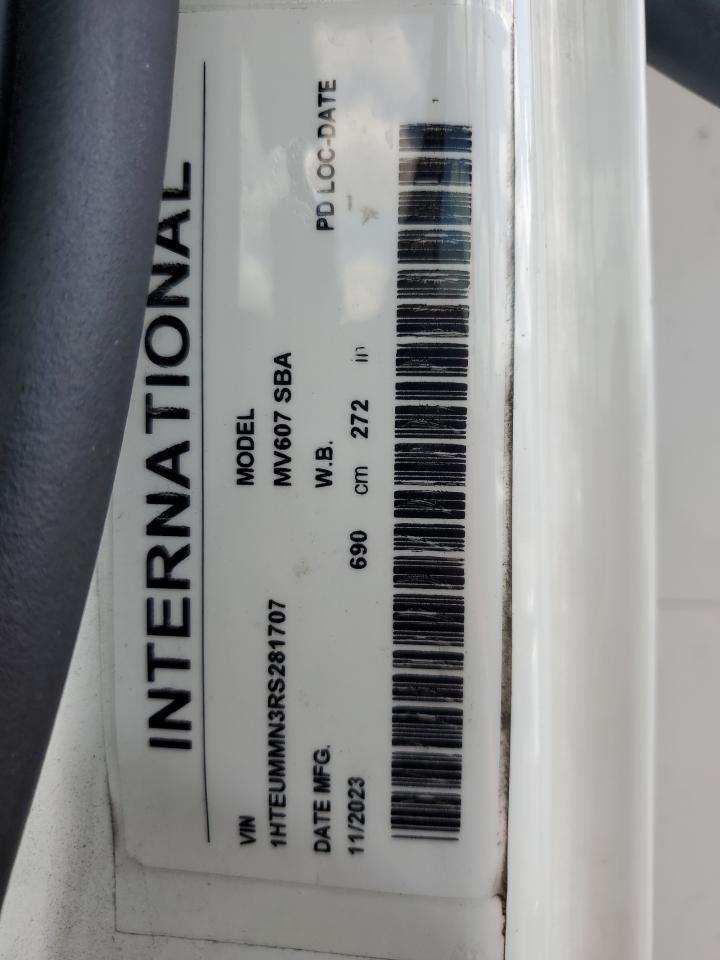 INTERNATIONAL
VIN MODEL
1HTEUMMN3RS281707 MV607 SBA
DATE MFG. W.B. PD LOC-DATE
11/2023 690 cm 272 in